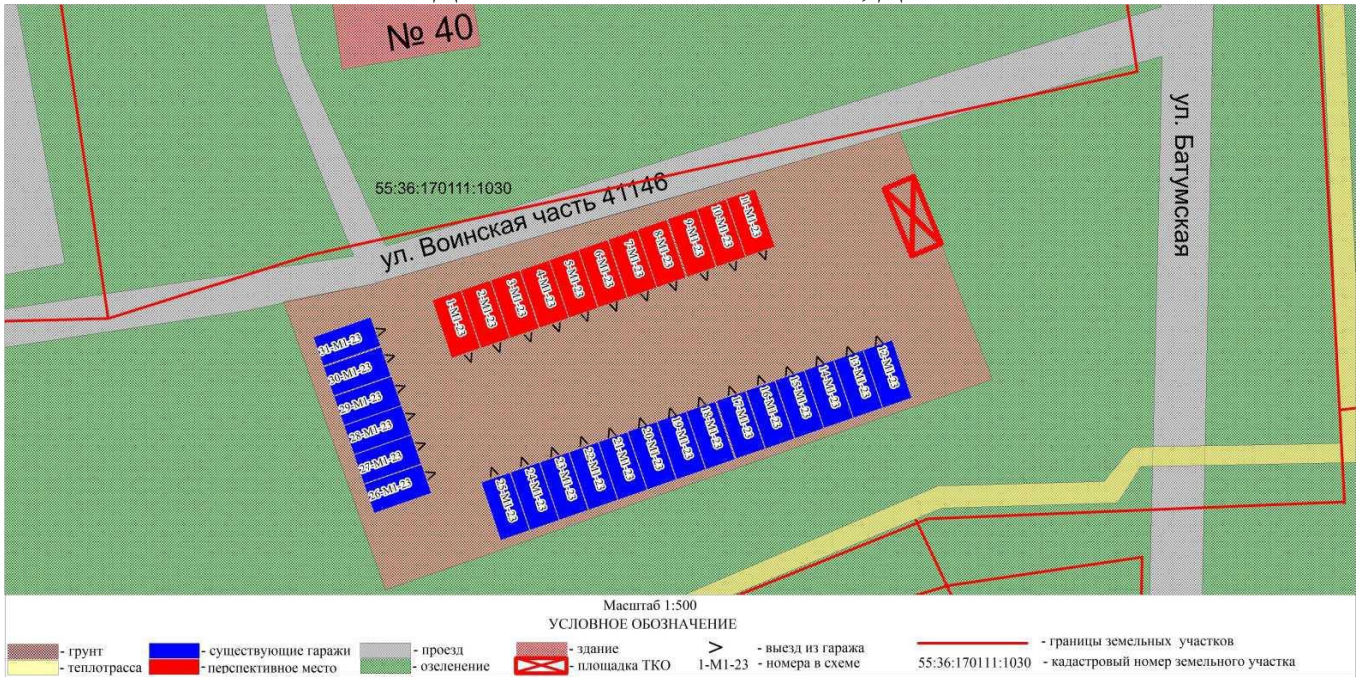 № 40
ул. Батумская
55:36:170111:1030
ул. Воинская часть 41146
1-М1-23
2-М1-23
3-М1-23
4-М1-23
5-М1-23
6-М1-23
7-М1-23
8-М1-23
9-М1-23
10-М1-23
11-М1-23
31-М1-23
30-М1-23
29-М1-23
28-М1-23
27-М1-23
26-М1-23
25-М1-23
24-М1-23
23-М1-23
22-М1-23
21-М1-23
20-М1-23
19-М1-23
18-М1-23
17-М1-23
16-М1-23
15-М1-23
14-М1-23
13-М1-23
12-М1-23
Масштаб 1:500
УСЛОВНОЕ ОБОЗНАЧЕНИЕ
- грунт
- теплотрасса
- существующие гаражи
- перспективное место
- проезд
- озеленение
- здание
- площадка ТКО
- выезд из гаража
1-М1-23 - номера в схеме
- границы земельных участков
55:36:170111:1030 - кадастровый номер земельного участка